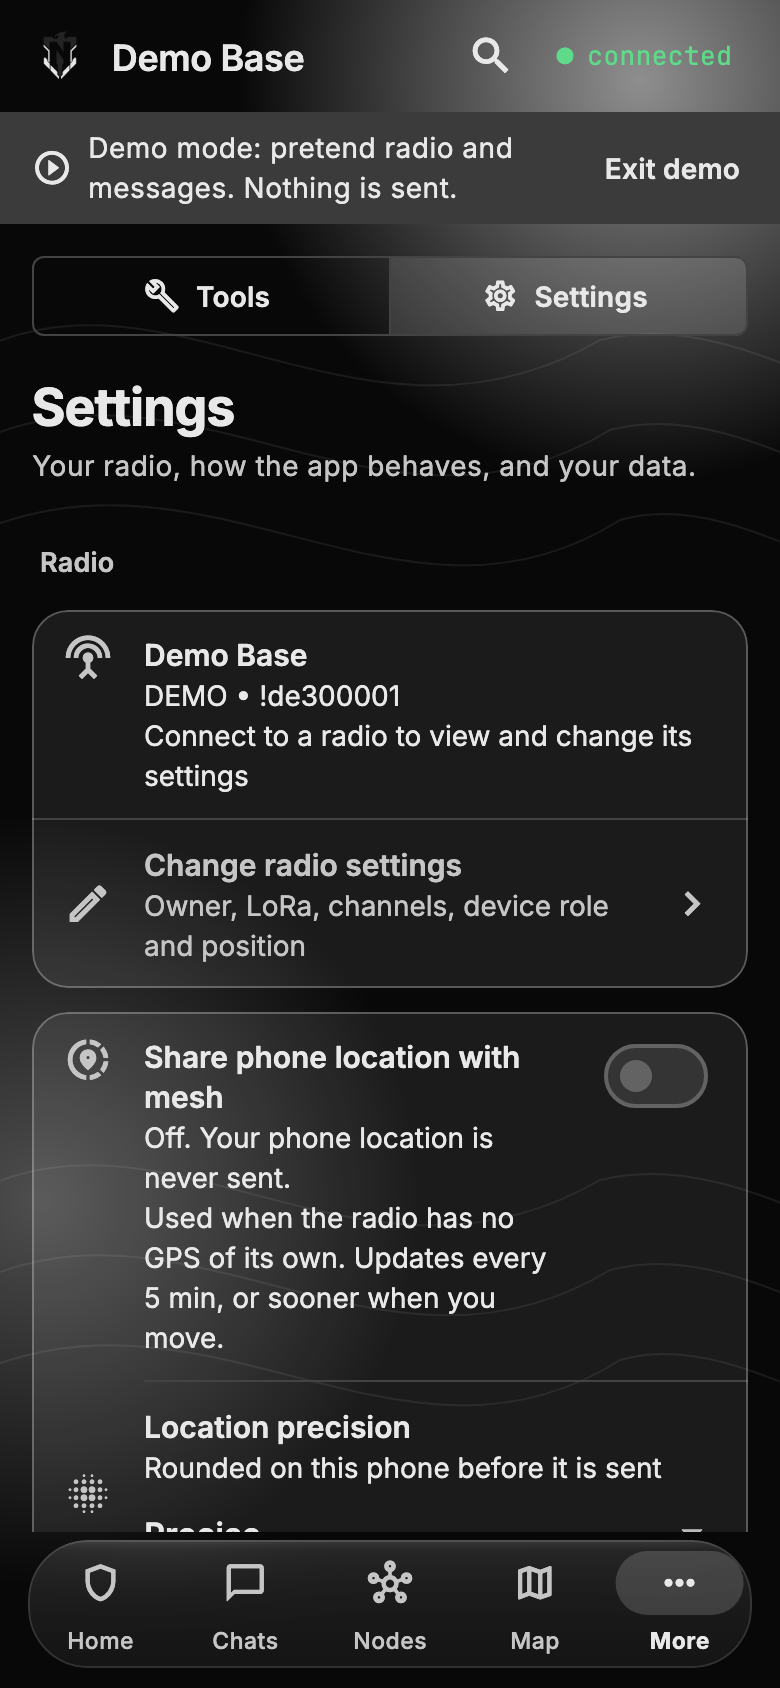 Demo Base
connected
Demo mode: pretend radio and
messages. Nothing is sent.
Exit demo
Tools
Settings
Settings
Your radio, how the app behaves, and your data.
Radio
Demo Base
DEMO • !de300001
Connect to a radio to view and change its
settings
Change radio settings
Owner, LoRa, channels, device role
and position
Share phone location with
mesh
Off. Your phone location is
never sent.
Used when the radio has no
GPS of its own. Updates every
5 min, or sooner when you
move.
Location precision
Rounded on this phone before it is sent
Precise
Home
Chats
Nodes
Map
More